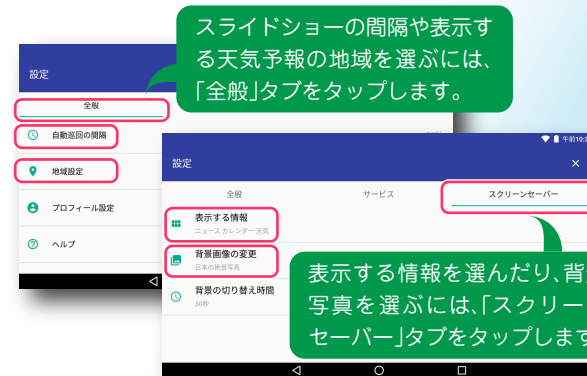 スライドショーの間隔や表示す
る天気予報の地域を選ぶには、
「全般」タブをタップします。
設定
全般
自動巡回の間隔
地域設定
プロフィール設定
ヘルプ
午前10:3
設定
×
全般 サービス スクリーンセーバー
表示する情報
ニュース カレンダー 天気
背景画像の変更
日本の絶景写真
背景の切り替え時間
30秒
表示する情報を選んだり、背
写真を選ぶには、「スクリー
セーバー」タブをタップします